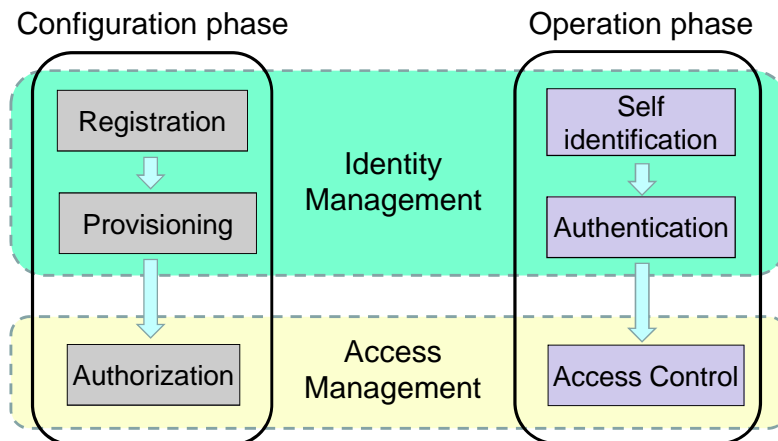 Configuration phase
Operation phase
Registration
Self
identification
Identity
Management
Provisioning
Authentication
Access
Management
Authorization
Access Control